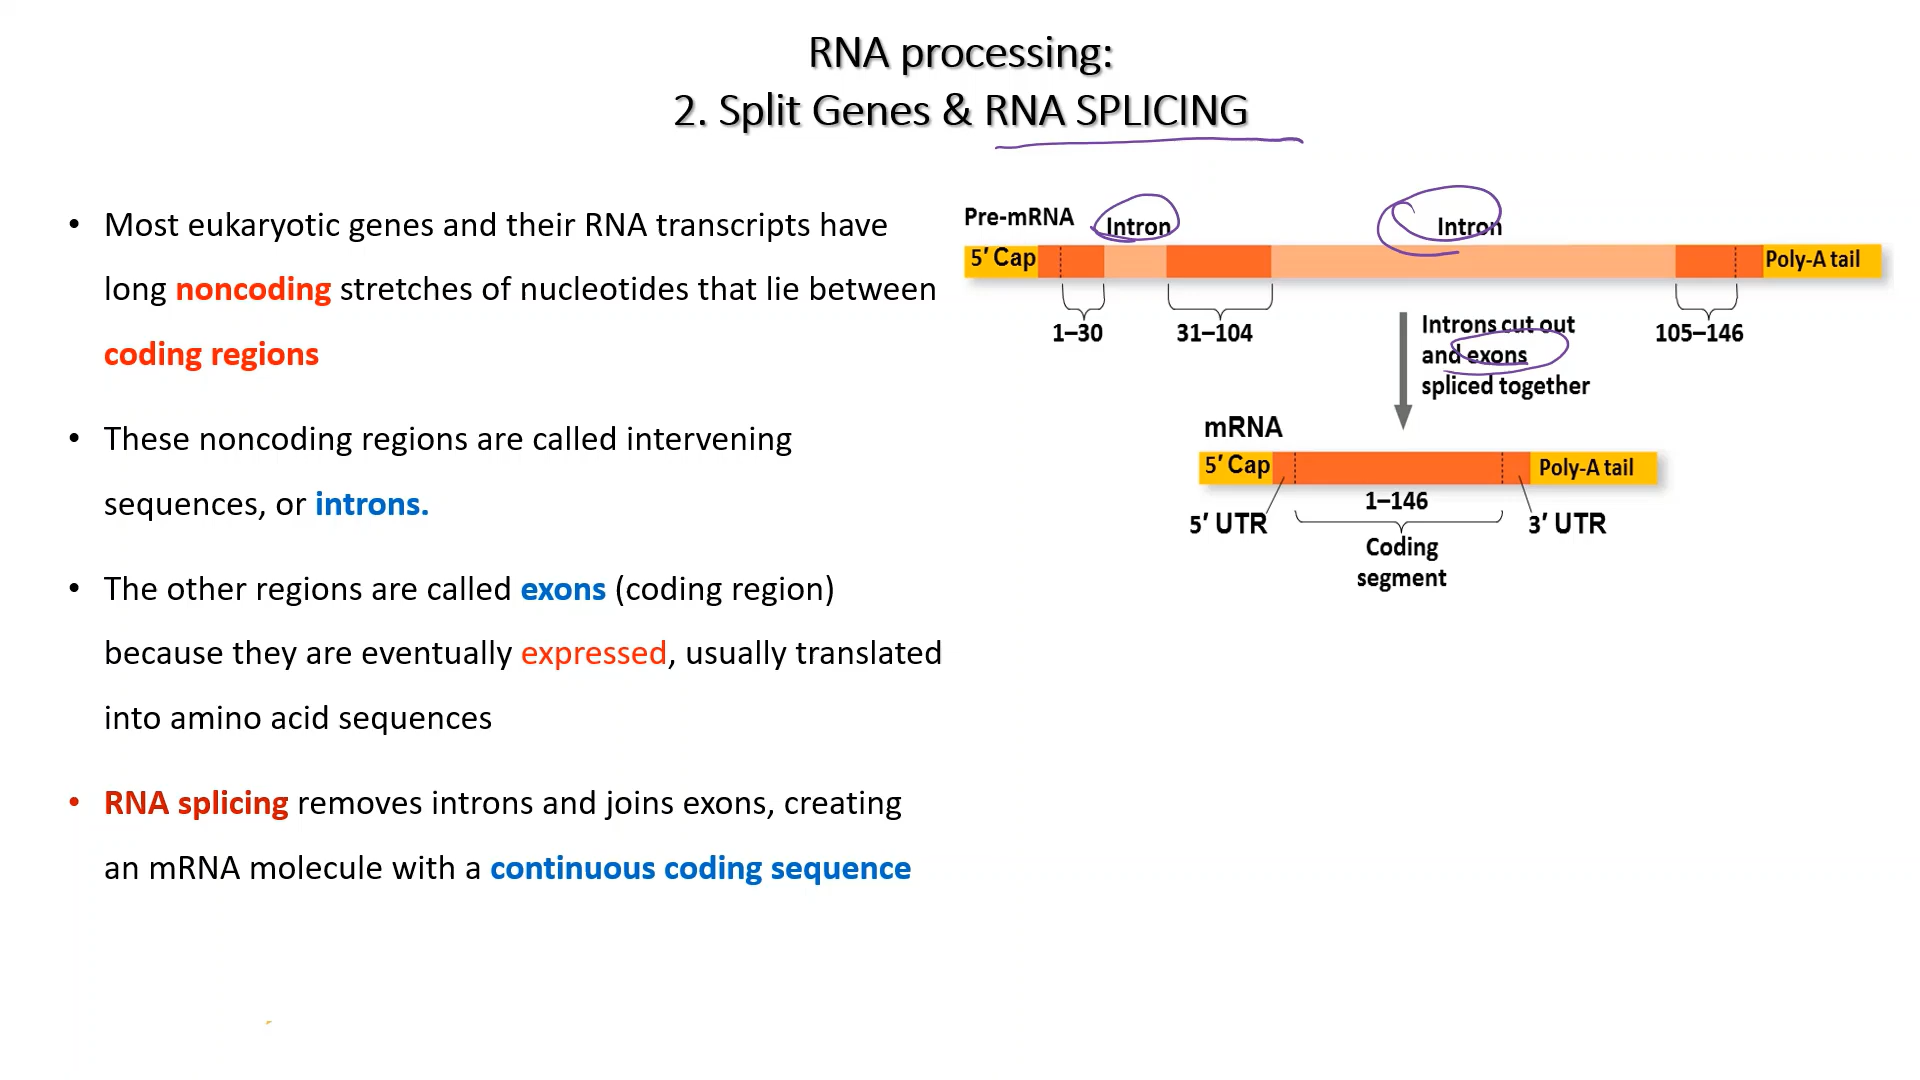 RNA processing:
2. Split Genes & RNA SPLICING
• Most eukaryotic genes and their RNA transcripts have
long noncoding stretches of nucleotides that lie between
coding regions
• These noncoding regions are called intervening
sequences, or introns.
• The other regions are called exons (coding region)
because they are eventually expressed, usually translated
into amino acid sequences
• RNA splicing removes introns and joins exons, creating
an mRNA molecule with a continuous coding sequence
Pre-mRNA Intron Intron
5′ Cap Poly-A tail
1–30 31–104 105–146
Introns cut out
and exons
spliced together
mRNA
5′ Cap Poly-A tail
1–146
5′ UTR 3′ UTR
Coding
segment